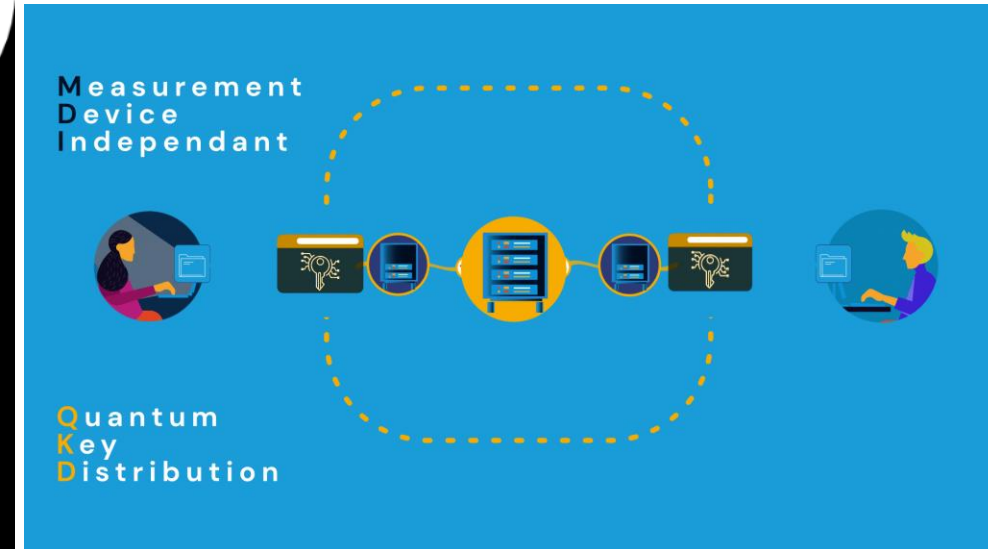 Measurement
Device
Independant
Quantum
Key
Distribution